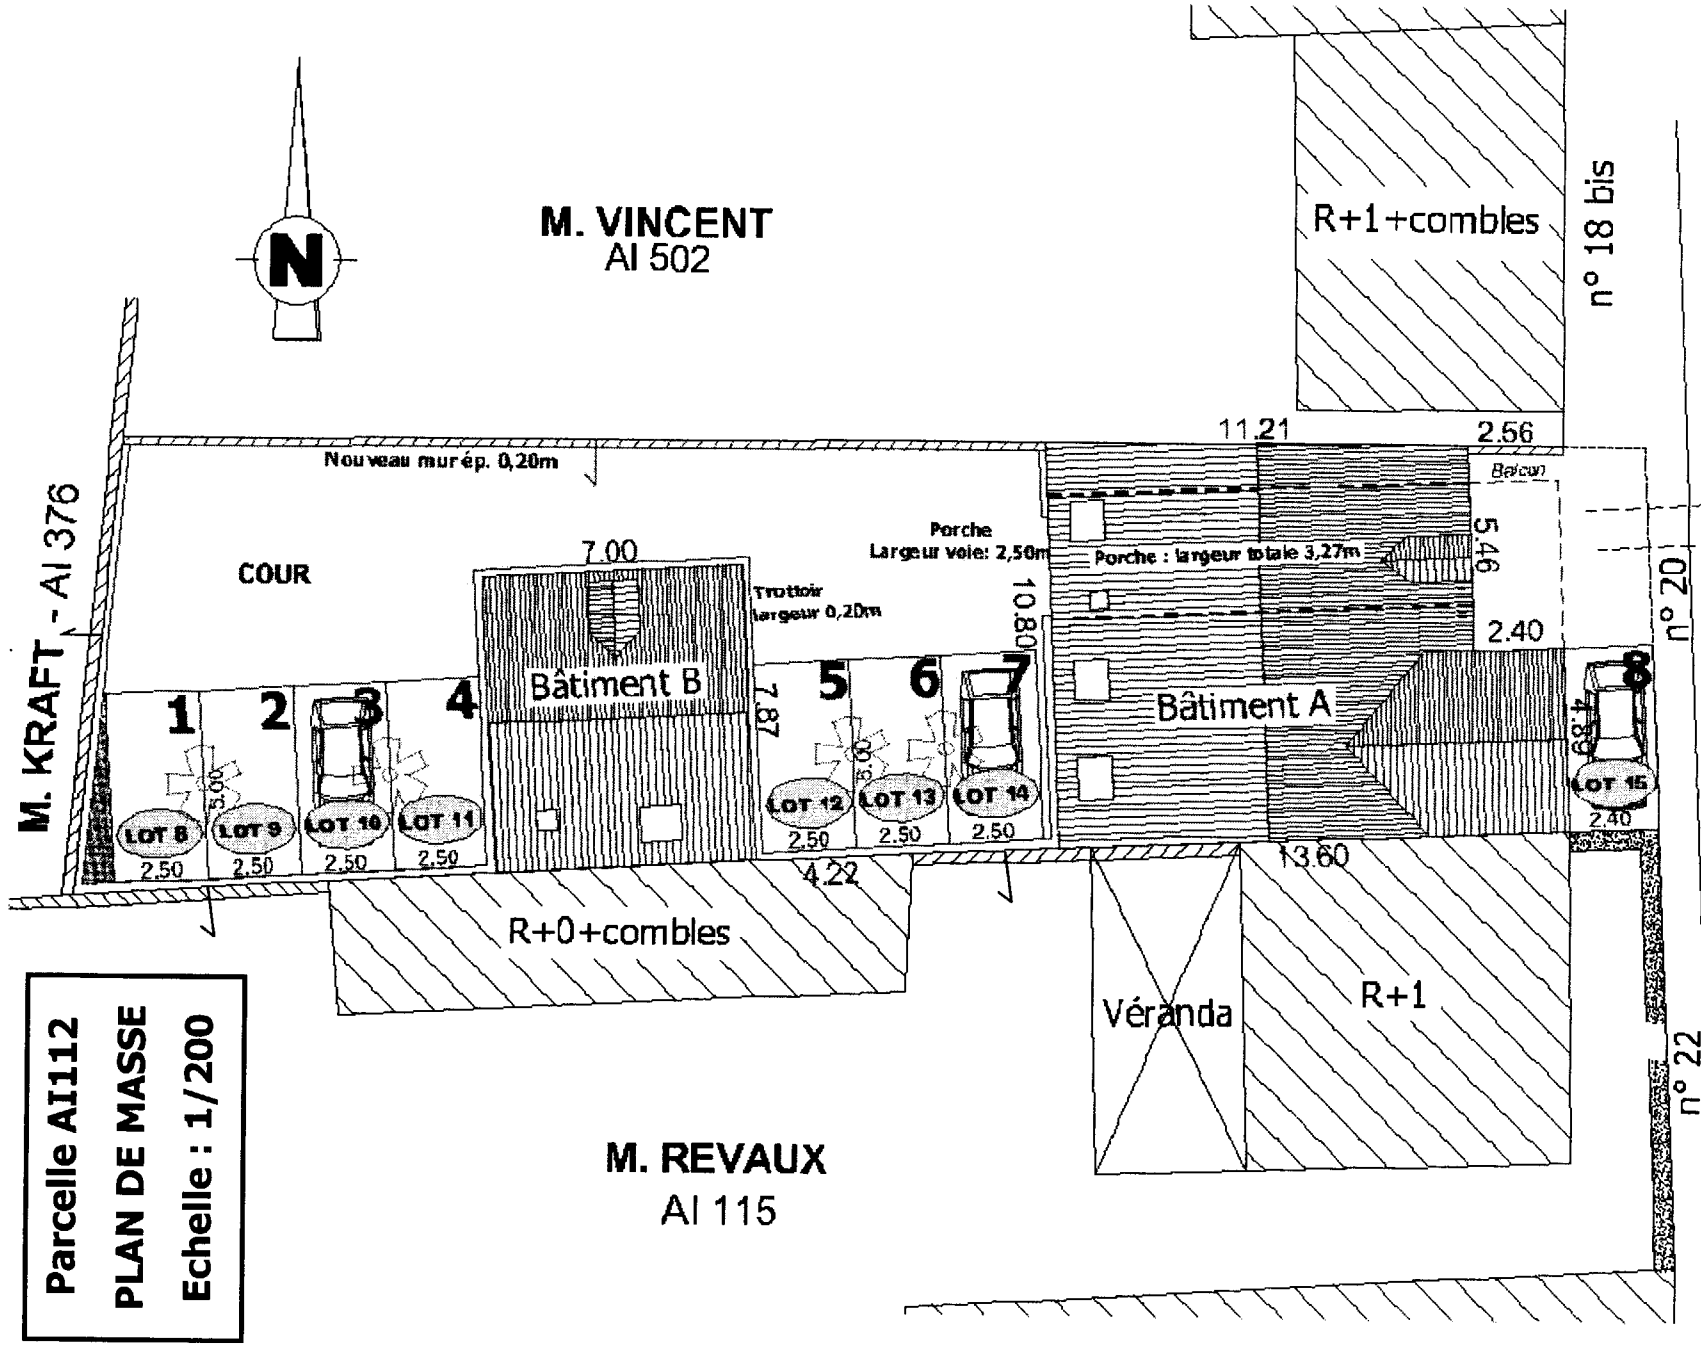 R+1+combles
n° 18 bis
M. VINCENT
AI 502
N
11.21
2.56
Nouveau mur ép. 0,20m
Balcon
M. KRAFT - AI 376
COUR
7.00
Porche
Largeur voie: 2,50m
Porche : largeur totale 3,27m
5.46
n° 20
Trottoir
largeur 0,20m
10.80
2.40
Bâtiment B
Bâtiment A
1
2
3
4
5
6
7
8
7.87
4.89
5.00
5.00
LOT 8
LOT 9
LOT 10
LOT 11
LOT 12
LOT 13
LOT 14
LOT 15
2.50
2.50
2.50
2.50
2.50
2.50
2.50
2.40
4.22
13.60
R+0+combles
Véranda
R+1
n° 22
Parcelle AI112
PLAN DE MASSE
Echelle : 1/200
M. REVAUX
AI 115